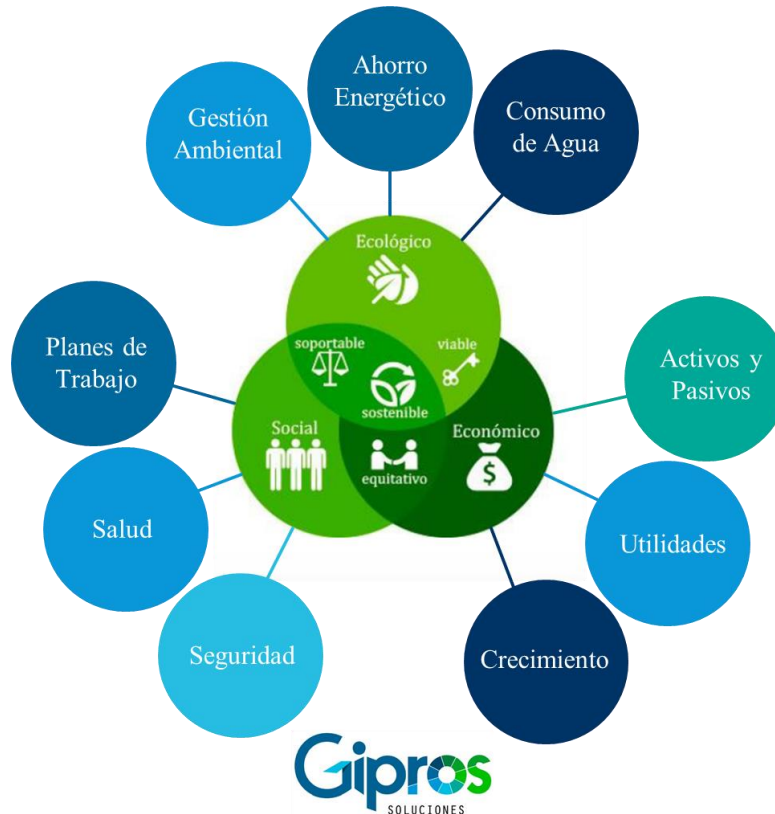 Ahorro
Energético
Gestión
Ambiental
Consumo
de Agua
Ecológico
soportable
viable
sostenible
Social
Económico
equitativo
Planes de
Trabajo
Activos y
Pasivos
Salud
Utilidades
Seguridad
Crecimiento
Gipros
SOLUCIONES